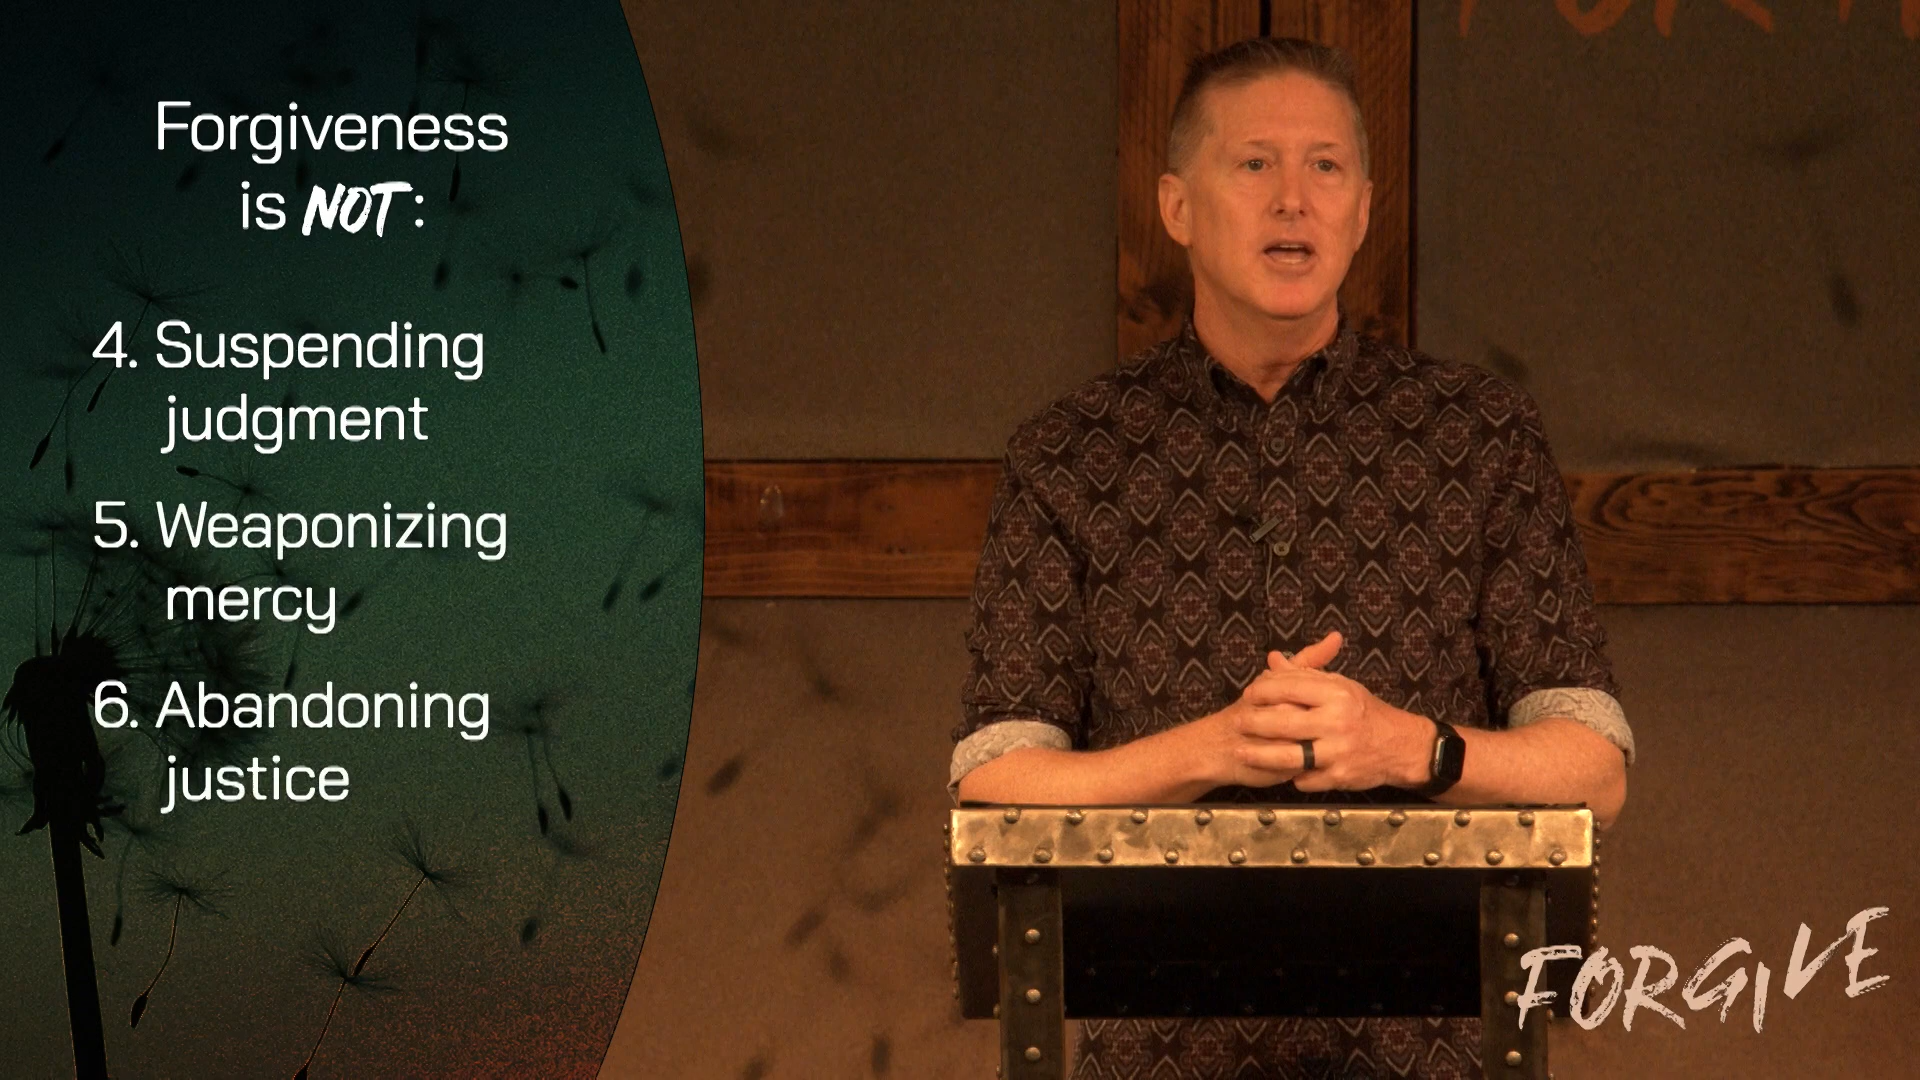 Forgiveness
is NOT:
4. Suspending
judgment
5. Weaponizing
mercy
6. Abandoning
justice
FORGIVE